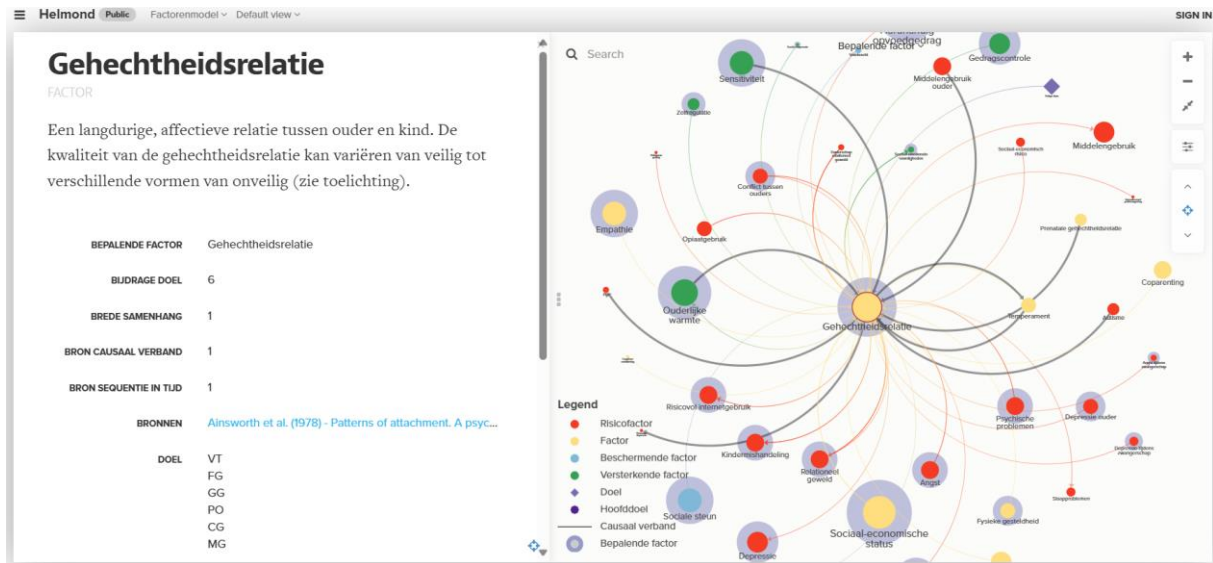 Helmond Public Factorenmodel Default view SIGN IN
Gehechtheidsrelatie
FACTOR
Een langdurige, affectieve relatie tussen ouder en kind. De
kwaliteit van de gehechtheidsrelatie kan variëren van veilig tot
verschillende vormen van onveilig (zie toelichting).
BEPALENDE FACTOR Gehechtheidsrelatie
BIJDRAGE DOEL 6
BREDE SAMENHANG 1
BRON CAUSAAL VERBAND 1
BRON SEQUENTIE IN TIJD 1
BRONNEN Ainsworth et al. (1978) - Patterns of attachment. A psyc...
DOEL VT
FG
GG
PO
CG
MG
Search
opvoedgedrag
Bepalende factor
Gedragscontrole
Sensitiviteit
Middelengebruik
ouder
Zelfregulatie
Middelengebruik
Sociaal economisch
risico
Conflict tussen
ouders
Empathie
Opiaatgebruik
Prenatale gehechtheidsrelatie
Coparenting
Ouderlijke
warmte
Gehechtheidsrelatie
Temperament
Autisme
Risicovol internetgebruik
Psychische
problemen
Depressie ouder
Kindermishandeling
Relationeel
geweld
Angst
Slaapproblemen
Sociale steun
Sociaal-economische
status
Fysieke gesteldheid
Depressie
Legend
Risicofactor
Factor
Beschermende factor
Versterkende factor
Doel
Hoofddoel
Causaal verband
Bepalende factor